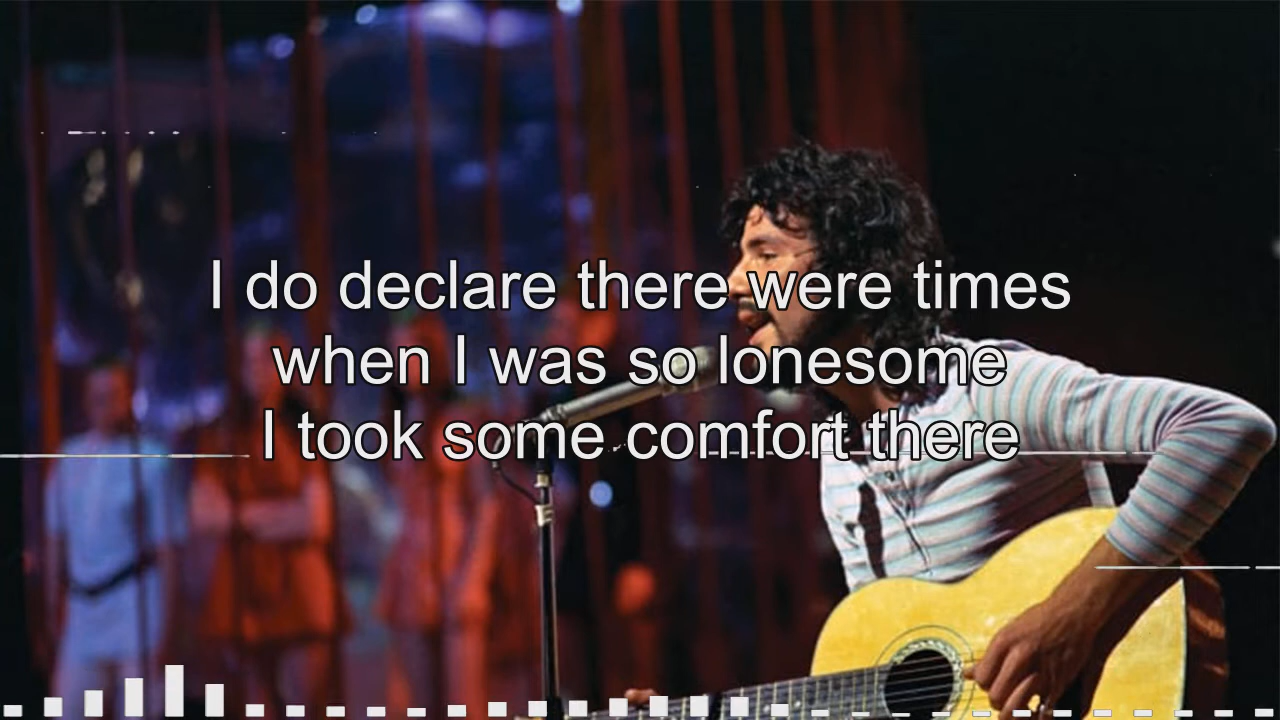 I do declare there were times
when I was so lonesome
I took some comfort there